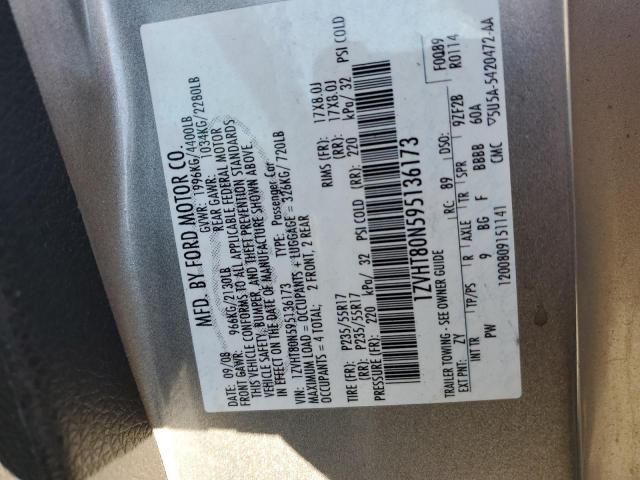 MFD. BY FORD MOTOR CO.
DATE: 09/08 GVWR: 1996KG/4400LB
FRONT GAWR: 966KG/2130LB REAR GAWR: 1034KG/2280LB
THIS VEHICLE CONFORMS TO ALL APPLICABLE FEDERAL MOTOR
VEHICLE SAFETY, BUMPER, AND THEFT PREVENTION STANDARDS
IN EFFECT ON THE DATE OF MANUFACTURE SHOWN ABOVE.
VIN: 1ZVHT80N595136173 TYPE: Passenger Car
MAXIMUM LOAD = OCCUPANTS + LUGGAGE = 326KG/ 720LB
OCCUPANTS = 4 TOTAL; 2 FRONT, 2 REAR
TIRE (FR): P235/55R17 RIMS (FR): 17X8.0J
TIRE (RR): P235/55R17 (RR): 17X8.0J
PRESSURE (FR): 220 kPa/ 32 PSI COLD (RR): 220 kPa/ 32 PSI COLD
1ZVHT80N595136173
TRAILER TOWING - SEE OWNER GUIDE
EXT PNT: ZY RC: 89 DSO: F0089
R0114
INT TR TP/PS R AXLE TR SPR 9ZF2B
PW 9 BG F BBBB 60A
1200809151141 CMC ▽5U5A-5420472-AA